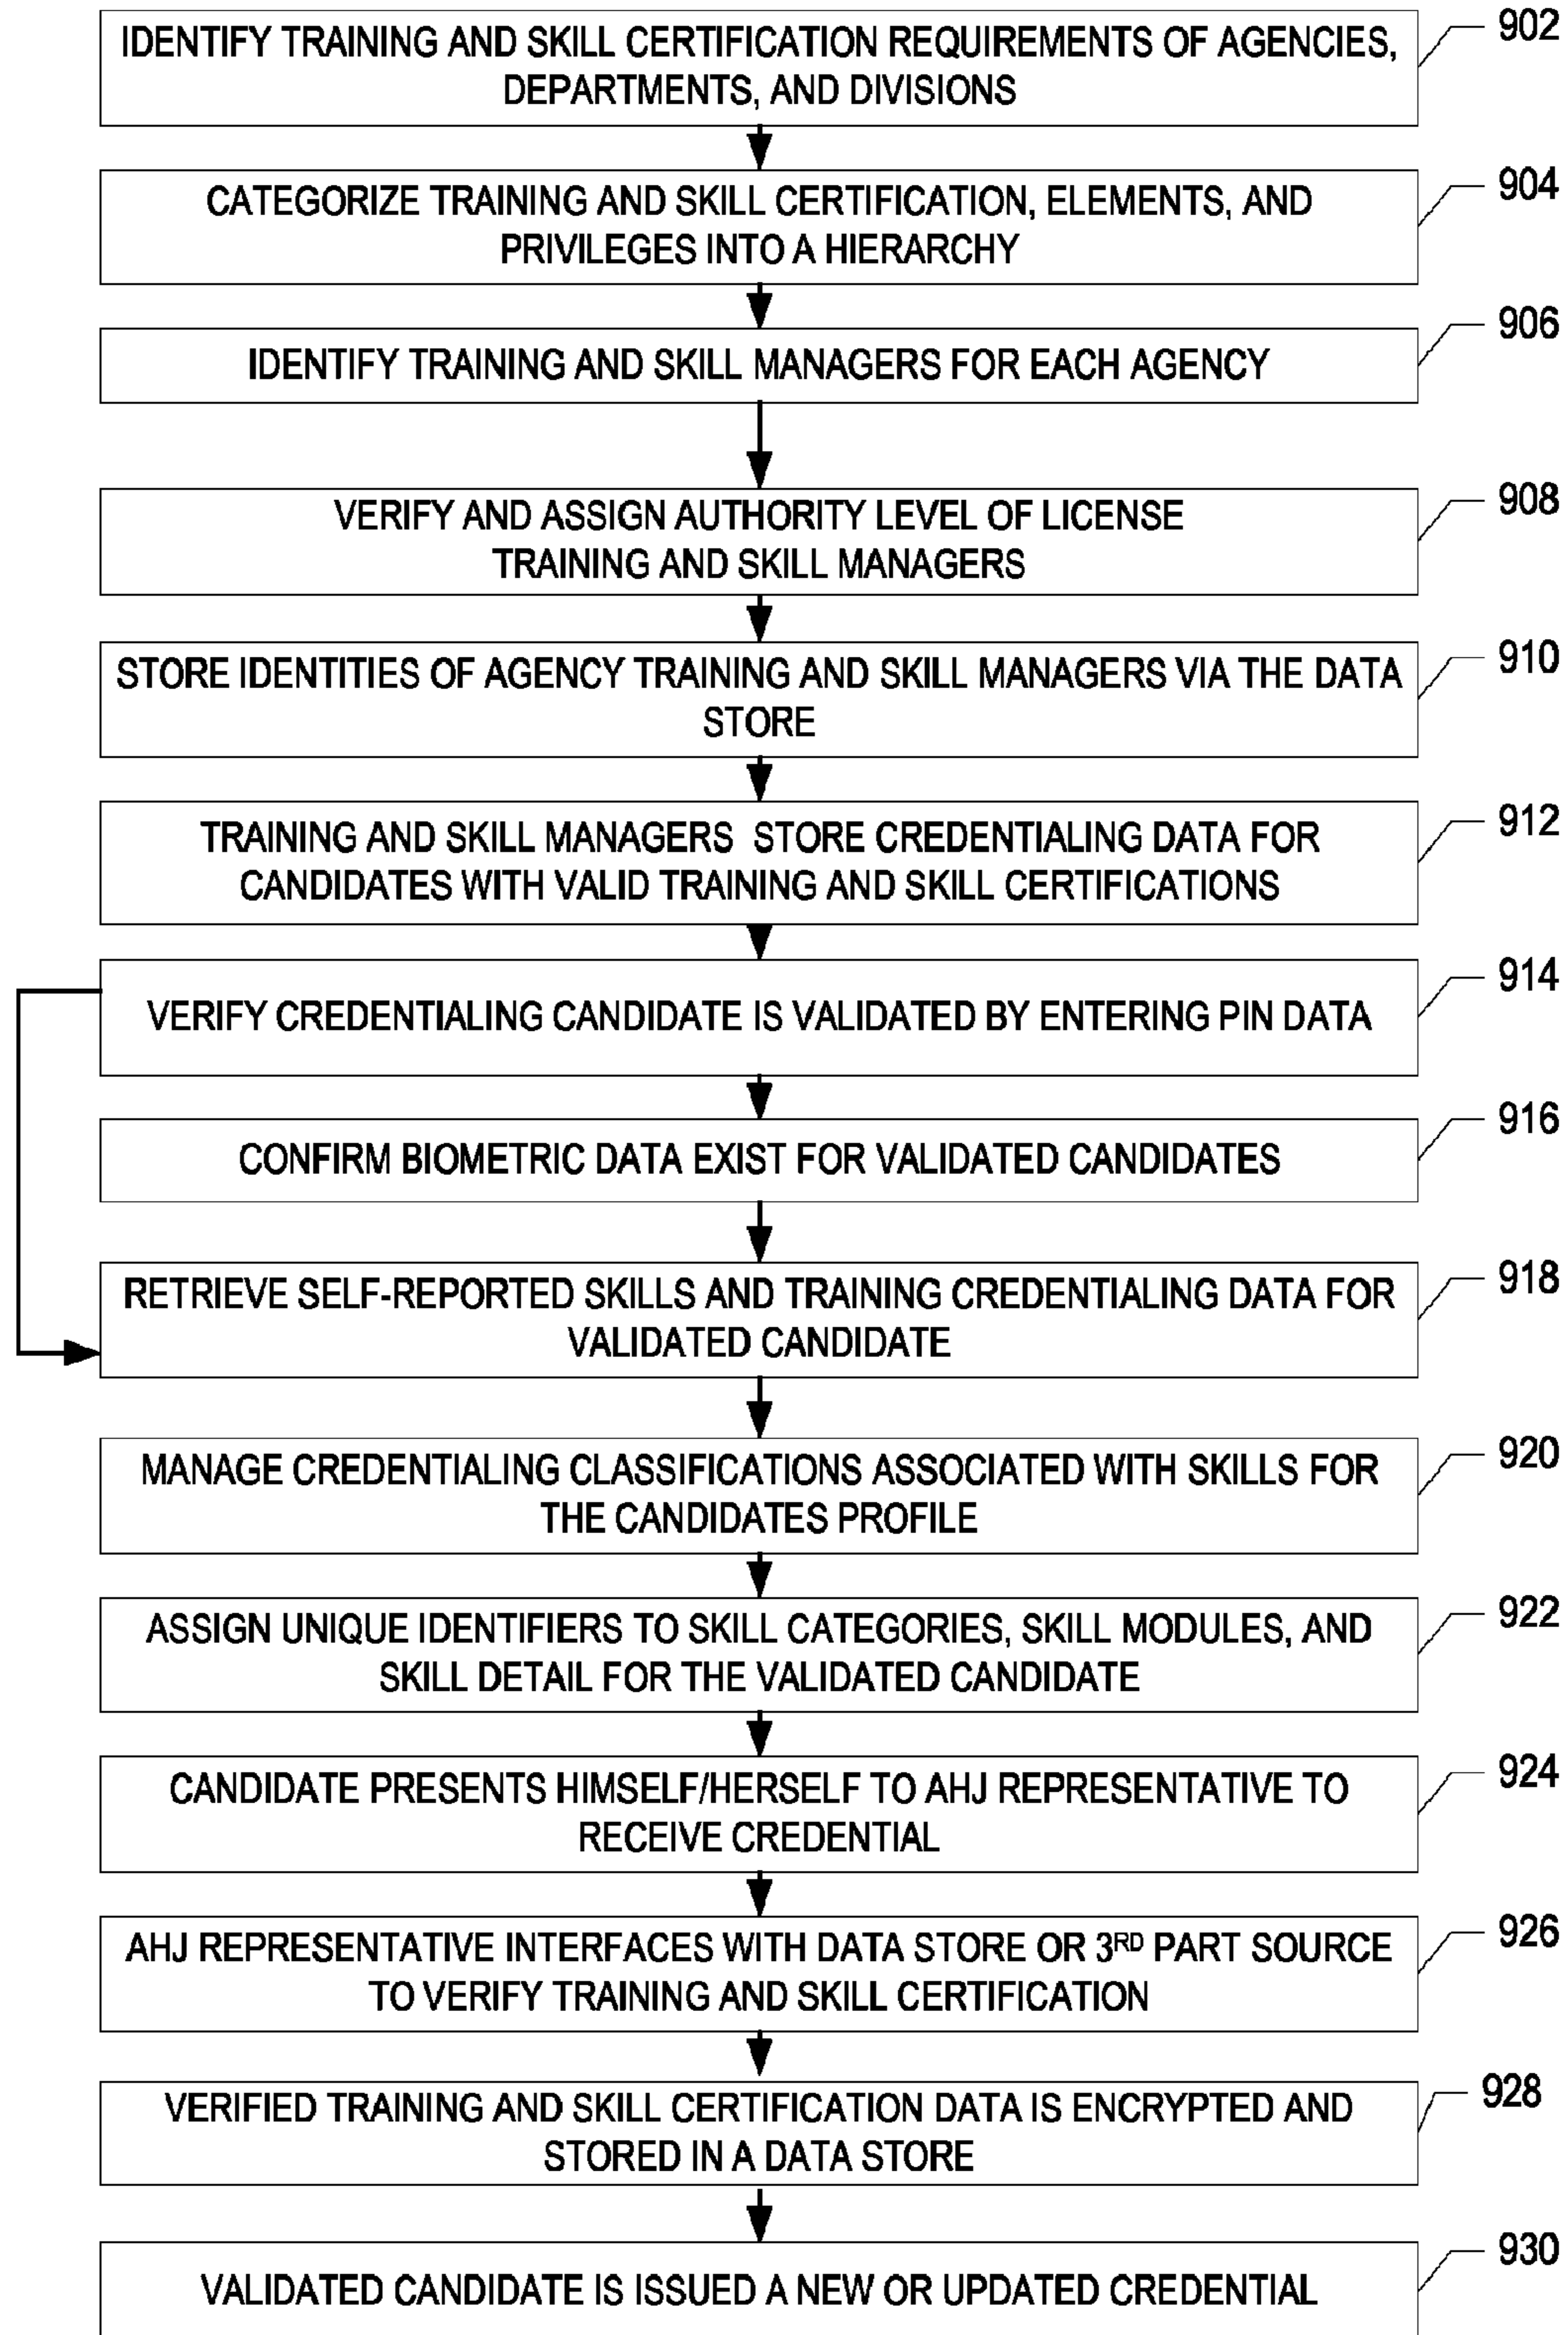 IDENTIFY TRAINING AND SKILL CERTIFICATION REQUIREMENTS OF AGENCIES,
DEPARTMENTS, AND DIVISIONS
902
CATEGORIZE TRAINING AND SKILL CERTIFICATION, ELEMENTS, AND
PRIVILEGES INTO A HIERARCHY
904
IDENTIFY TRAINING AND SKILL MANAGERS FOR EACH AGENCY
906
VERIFY AND ASSIGN AUTHORITY LEVEL OF LICENSE
TRAINING AND SKILL MANAGERS
908
STORE IDENTITIES OF AGENCY TRAINING AND SKILL MANAGERS VIA THE DATA
STORE
910
TRAINING AND SKILL MANAGERS STORE CREDENTIALING DATA FOR
CANDIDATES WITH VALID TRAINING AND SKILL CERTIFICATIONS
912
VERIFY CREDENTIALING CANDIDATE IS VALIDATED BY ENTERING PIN DATA
914
CONFIRM BIOMETRIC DATA EXIST FOR VALIDATED CANDIDATES
916
RETRIEVE SELF-REPORTED SKILLS AND TRAINING CREDENTIALING DATA FOR
VALIDATED CANDIDATE
918
MANAGE CREDENTIALING CLASSIFICATIONS ASSOCIATED WITH SKILLS FOR
THE CANDIDATES PROFILE
920
ASSIGN UNIQUE IDENTIFIERS TO SKILL CATEGORIES, SKILL MODULES, AND
SKILL DETAIL FOR THE VALIDATED CANDIDATE
922
CANDIDATE PRESENTS HIMSELF/HERSELF TO AHJ REPRESENTATIVE TO
RECEIVE CREDENTIAL
924
AHJ REPRESENTATIVE INTERFACES WITH DATA STORE OR 3RD PART SOURCE
TO VERIFY TRAINING AND SKILL CERTIFICATION
926
VERIFIED TRAINING AND SKILL CERTIFICATION DATA IS ENCRYPTED AND
STORED IN A DATA STORE
928
VALIDATED CANDIDATE IS ISSUED A NEW OR UPDATED CREDENTIAL
930